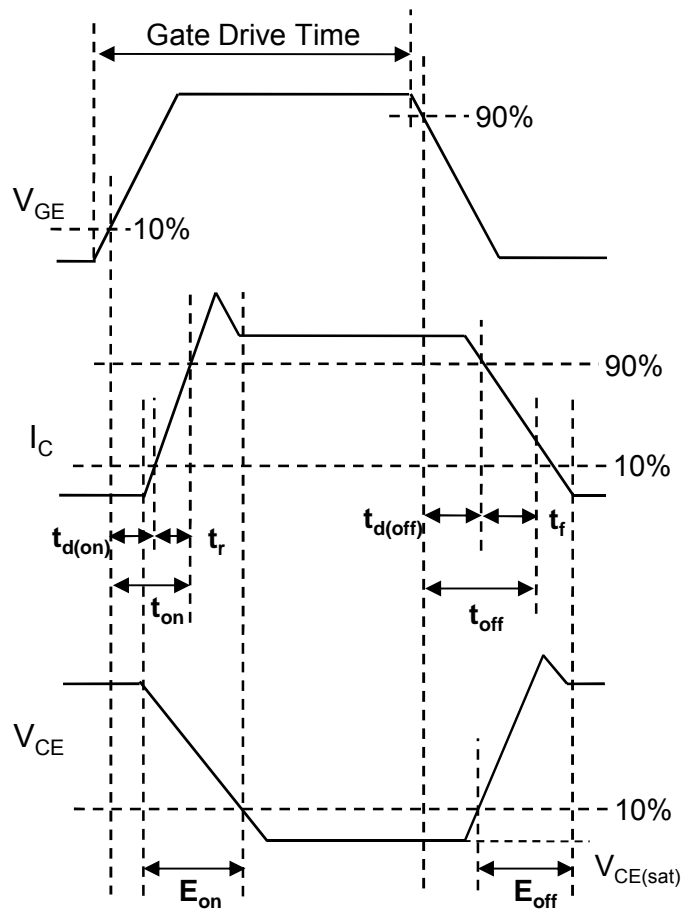 Gate Drive Time
90%
V_GE
10%
90%
I_C
10%
t_d(on)
t_r
t_d(off)
t_f
t_on
t_off
V_CE
10%
V_CE(sat)
E_on
E_off